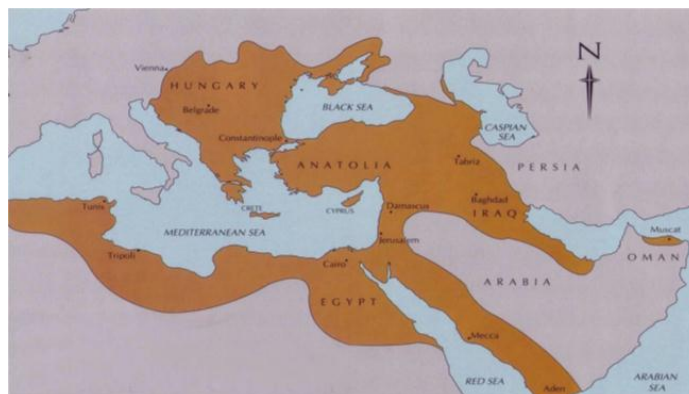 N
Vienna
HUNGARY
Belgrade
BLACK SEA
CASPIAN
SEA
Constantinople
ANATOLIA
Tabriz
PERSIA
Tunis
CRETE
CYPRUS
Damascus
Baghdad
IRAQ
MEDITERRANEAN SEA
Jerusalem
Muscat
OMAN
Tripoli
Cairo
ARABIA
EGYPT
Mecca
RED SEA
Aden
ARABIAN
SEA